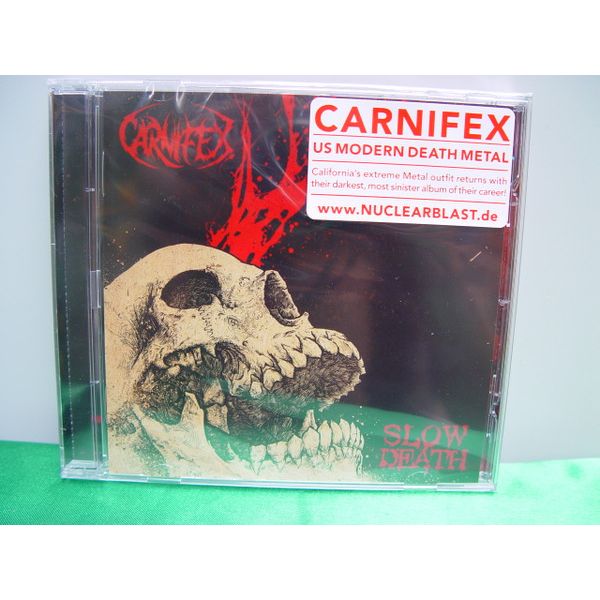 CARNIFEX
CARNIFEX
US MODERN DEATH METAL
California's extreme Metal outfit returns with
their darkest, most sinister album of their career!
www.NUCLEARBLAST.de
SLOW
DEATH